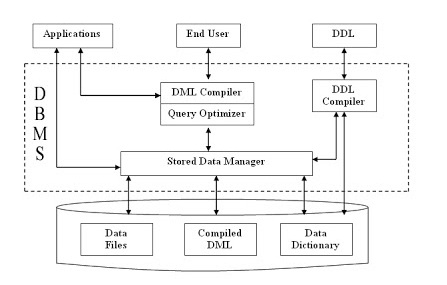 Applications
End User
DDL
DBMS
DML Compiler
Query Optimizer
DDL
Compiler
Stored Data Manager
Data
Files
Compiled
DML
Data
Dictionary